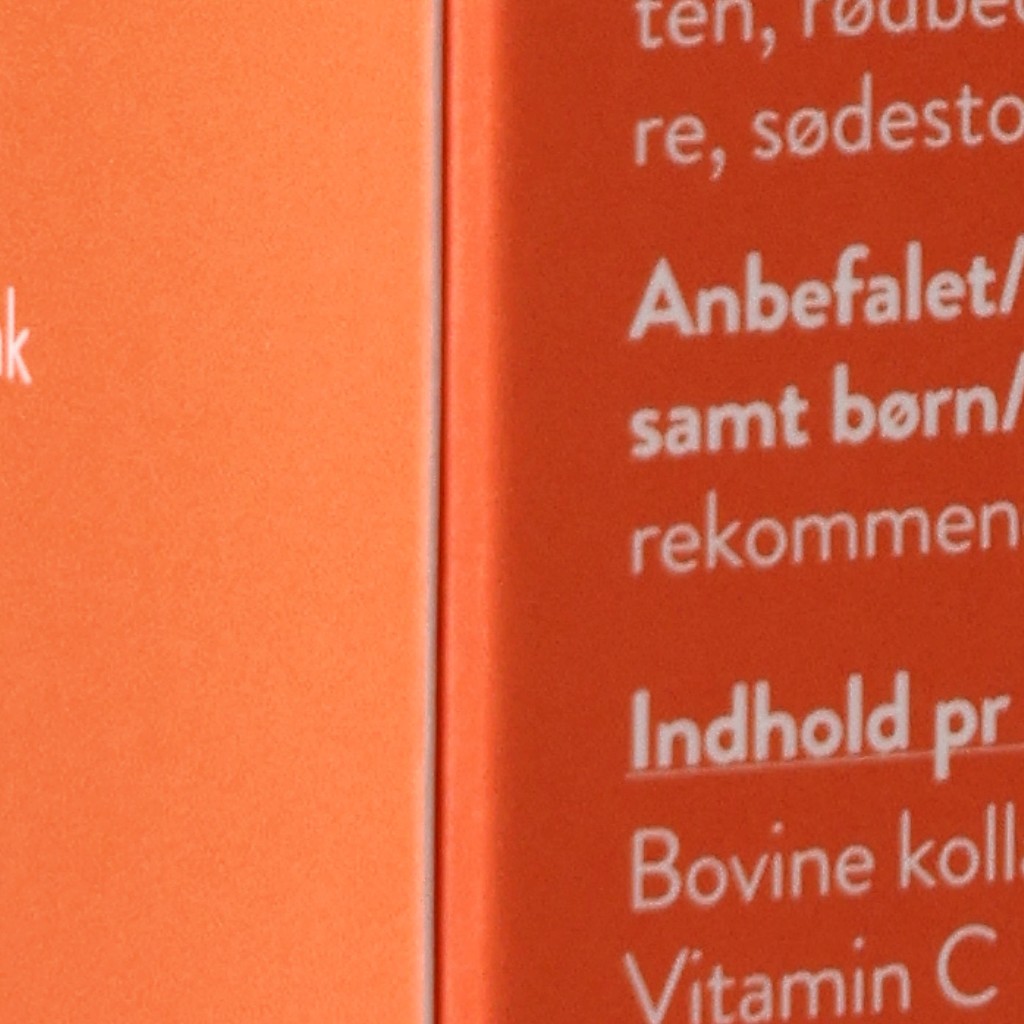 ten, rødbe
re, sødesto
Anbefalet/
samt børn/
rekommen
Indhold pr
Bovine koll
Vitamin C